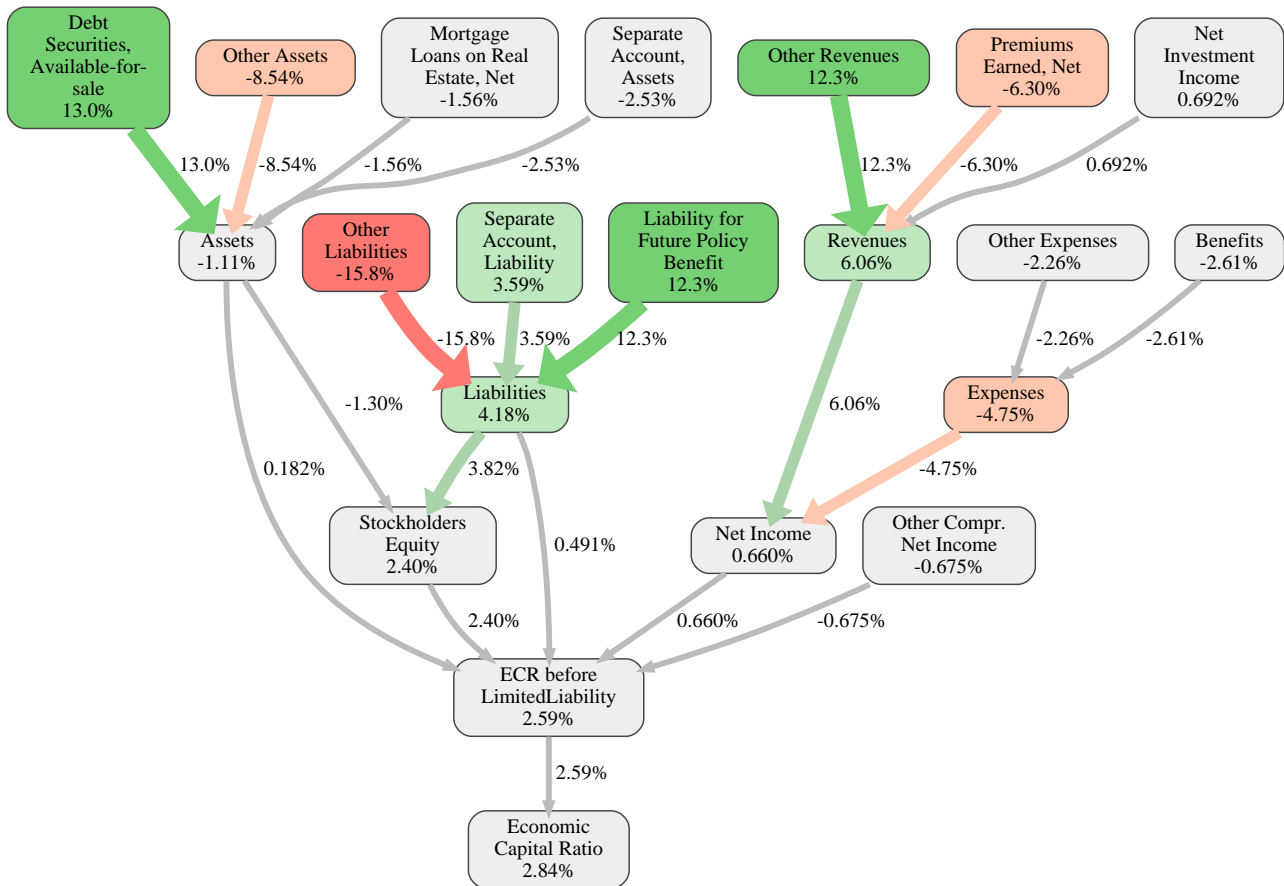 Debt
Securities,
Available-for-
sale
13.0%
Other Assets
-8.54%
Mortgage
Loans on Real
Estate, Net
-1.56%
Separate
Account,
Assets
-2.53%
Other Revenues
12.3%
Premiums
Earned, Net
-6.30%
Net
Investment
Income
0.692%
13.0%
-8.54%
-1.56%
-2.53%
12.3%
-6.30%
0.692%
Assets
-1.11%
Other
Liabilities
-15.8%
Separate
Account,
Liability
3.59%
Liability for
Future Policy
Benefit
12.3%
Revenues
6.06%
Other Expenses
-2.26%
Benefits
-2.61%
-15.8%
3.59%
12.3%
-2.26%
-2.61%
-1.30%
Liabilities
4.18%
6.06%
Expenses
-4.75%
0.182%
3.82%
-4.75%
Stockholders
Equity
2.40%
0.491%
Net Income
0.660%
Other Compr.
Net Income
-0.675%
2.40%
0.660%
-0.675%
ECR before
LimitedLiability
2.59%
2.59%
Economic
Capital Ratio
2.84%